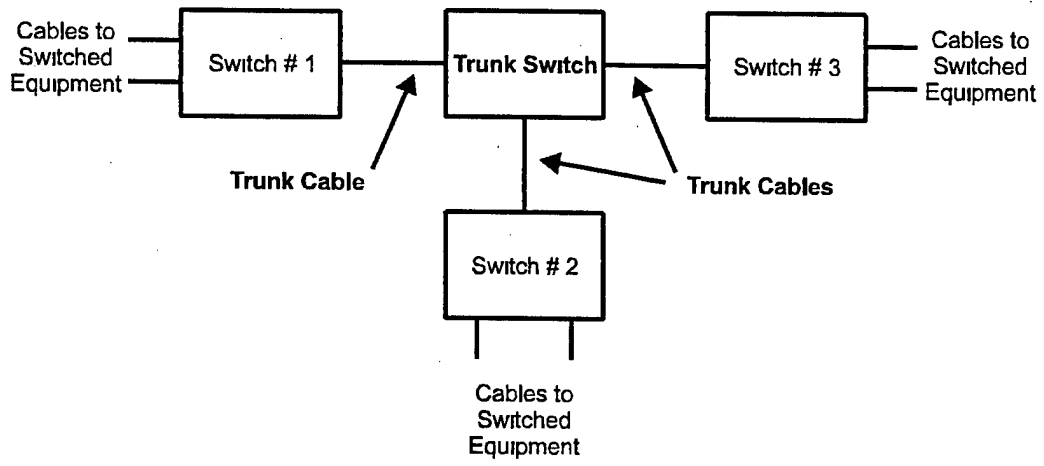 Cables to
Switched
Equipment
Switch # 1
Trunk Switch
Switch # 3
Cables to
Switched
Equipment
Trunk Cable
Trunk Cables
Switch # 2
Cables to
Switched
Equipment